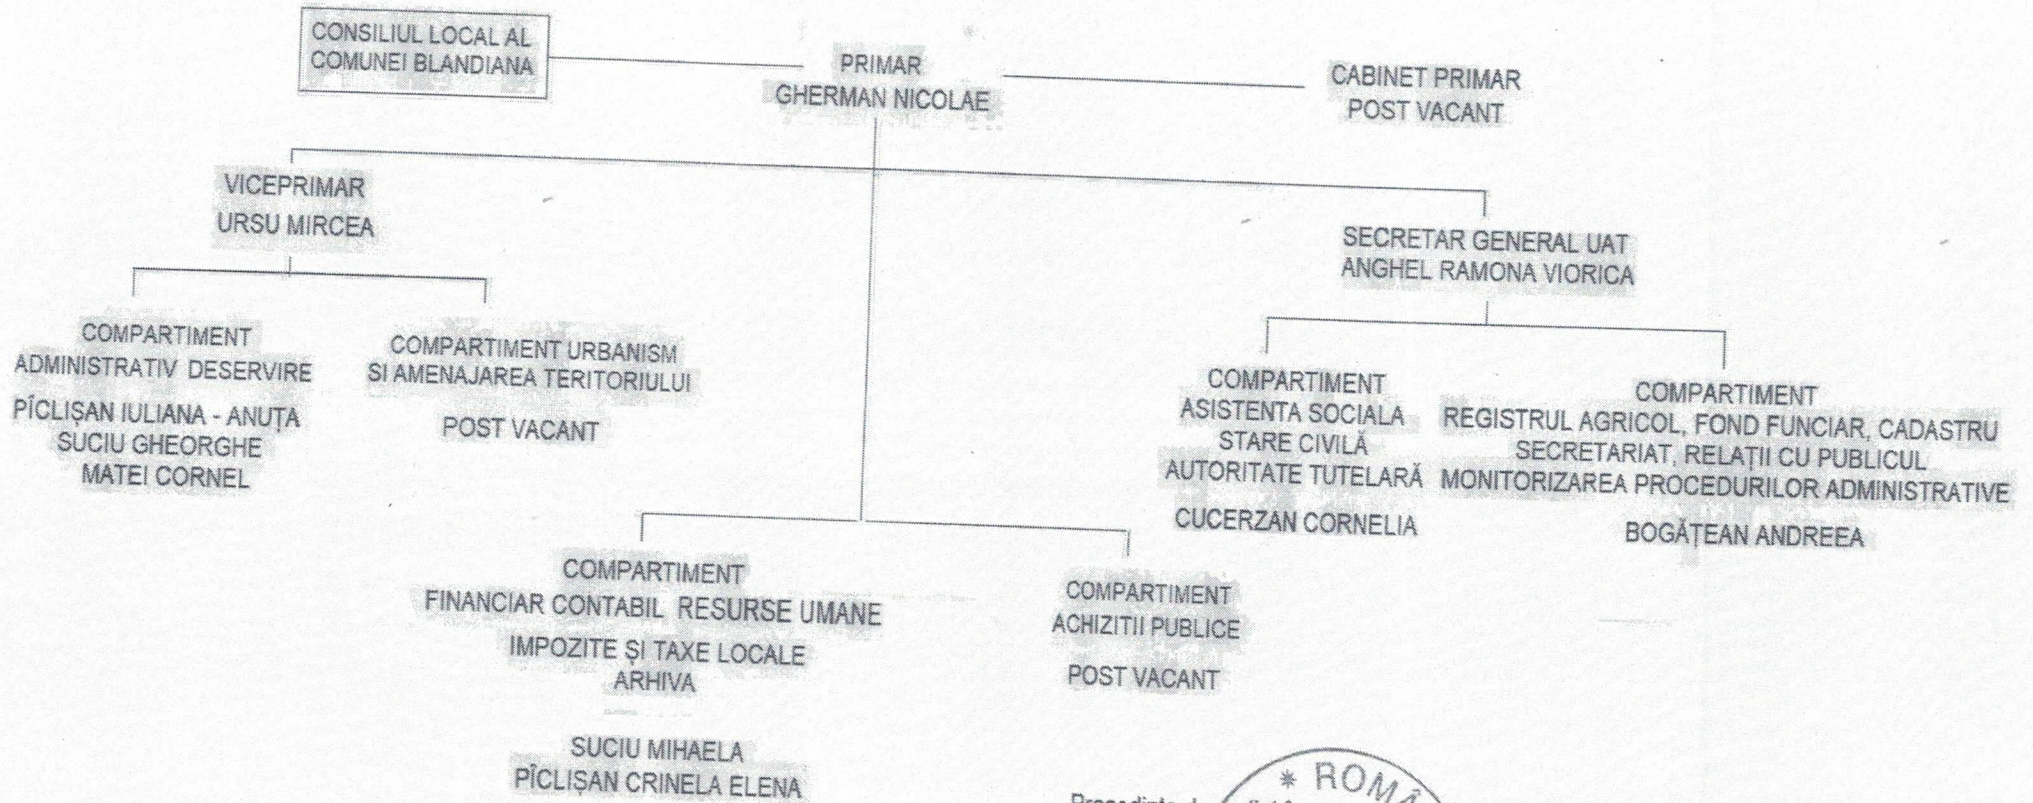 CONSILIUL LOCAL AL
COMUNEI BLANDIANA
PRIMAR
GHERMAN NICOLAE
CABINET PRIMAR
POST VACANT
VICEPRIMAR
URSU MIRCEA
SECRETAR GENERAL UAT
ANGHEL RAMONA VIORICA
COMPARTIMENT
ADMINISTRATIV DESERVIRE
PÎCLIȘAN IULIANA - ANUȚA
SUCIU GHEORGHE
MATEI CORNEL
COMPARTIMENT URBANISM
SI AMENAJAREA TERITORIULUI
POST VACANT
COMPARTIMENT
ASISTENTA SOCIALA
STARE CIVILĂ
AUTORITATE TUTELARĂ
CUCERZAN CORNELIA
COMPARTIMENT
REGISTRUL AGRICOL, FOND FUNCIAR, CADASTRU
SECRETARIAT, RELAȚII CU PUBLICUL
MONITORIZAREA PROCEDURILOR ADMINISTRATIVE
BOGĂȚEAN ANDREEA
COMPARTIMENT
FINANCIAR CONTABIL RESURSE UMANE
IMPOZITE ȘI TAXE LOCALE
ARHIVA
SUCIU MIHAELA
PÎCLIȘAN CRINELA ELENA
COMPARTIMENT
ACHIZITII PUBLICE
POST VACANT
* ROMÂ